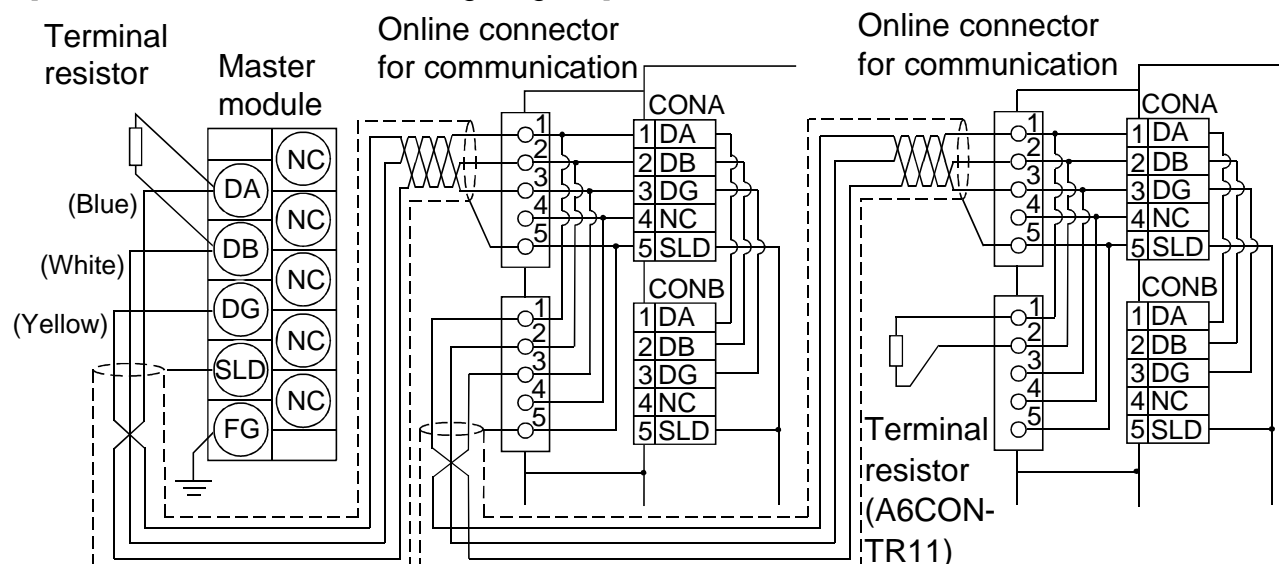 Terminal
resistor
Master
module
(Blue)
(White)
(Yellow)
DA
DB
DG
SLD
FG
NC
NC
NC
NC
NC
Online connector
for communication
1
2
3
4
5
CONA
1 DA
2 DB
3 DG
4 NC
5 SLD
1
2
3
4
5
CONB
1 DA
2 DB
3 DG
4 NC
5 SLD
Online connector
for communication
1
2
3
4
5
CONA
1 DA
2 DB
3 DG
4 NC
5 SLD
1
2
3
4
5
CONB
1 DA
2 DB
3 DG
4 NC
5 SLD
Terminal
resistor
(A6CON-
TR11)